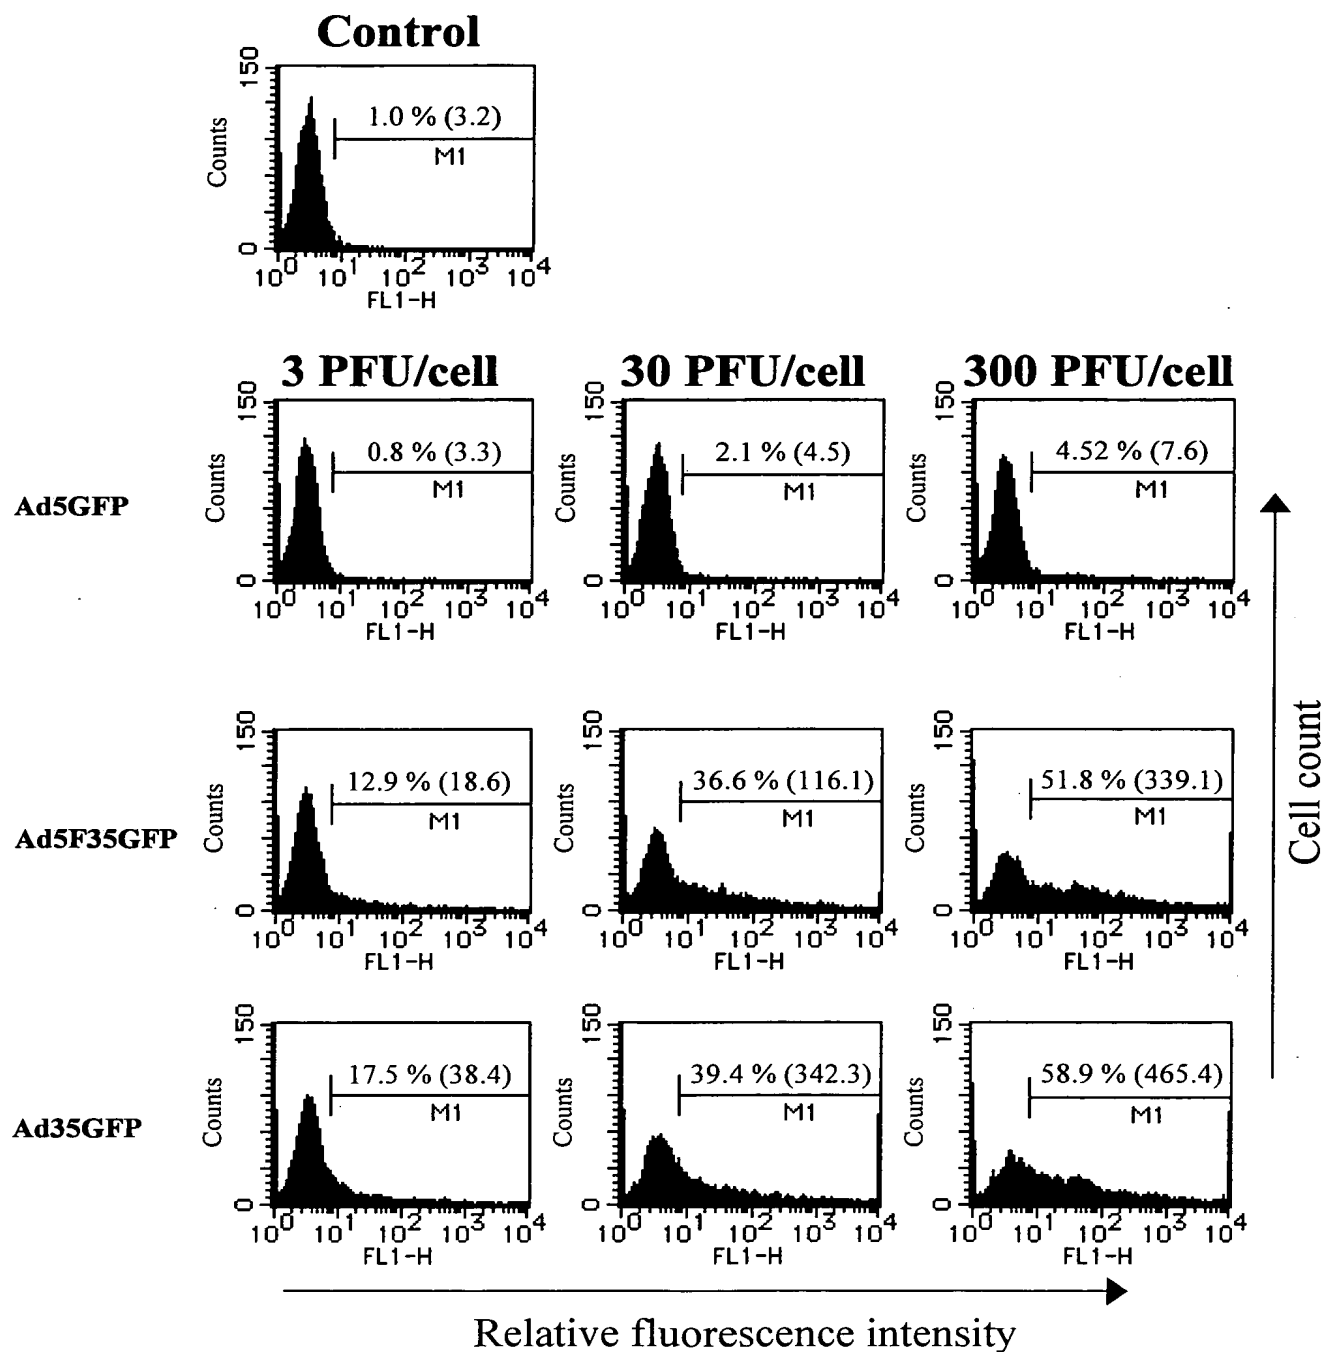 Control
150
Counts
0
1.0 % (3.2)
M1
10^0 10^1 10^2 10^3 10^4
FL1-H
3 PFU/cell 30 PFU/cell 300 PFU/cell
Ad5GFP
150
Counts
0
0.8 % (3.3)
M1
10^0 10^1 10^2 10^3 10^4
FL1-H
150
Counts
0
2.1 % (4.5)
M1
10^0 10^1 10^2 10^3 10^4
FL1-H
150
Counts
0
4.52 % (7.6)
M1
10^0 10^1 10^2 10^3 10^4
FL1-H
Ad5F35GFP
150
Counts
0
12.9 % (18.6)
M1
10^0 10^1 10^2 10^3 10^4
FL1-H
150
Counts
0
36.6 % (116.1)
M1
10^0 10^1 10^2 10^3 10^4
FL1-H
150
Counts
0
51.8 % (339.1)
M1
10^0 10^1 10^2 10^3 10^4
FL1-H
Ad35GFP
150
Counts
0
17.5 % (38.4)
M1
10^0 10^1 10^2 10^3 10^4
FL1-H
150
Counts
0
39.4 % (342.3)
M1
10^0 10^1 10^2 10^3 10^4
FL1-H
150
Counts
0
58.9 % (465.4)
M1
10^0 10^1 10^2 10^3 10^4
FL1-H
Cell count
Relative fluorescence intensity